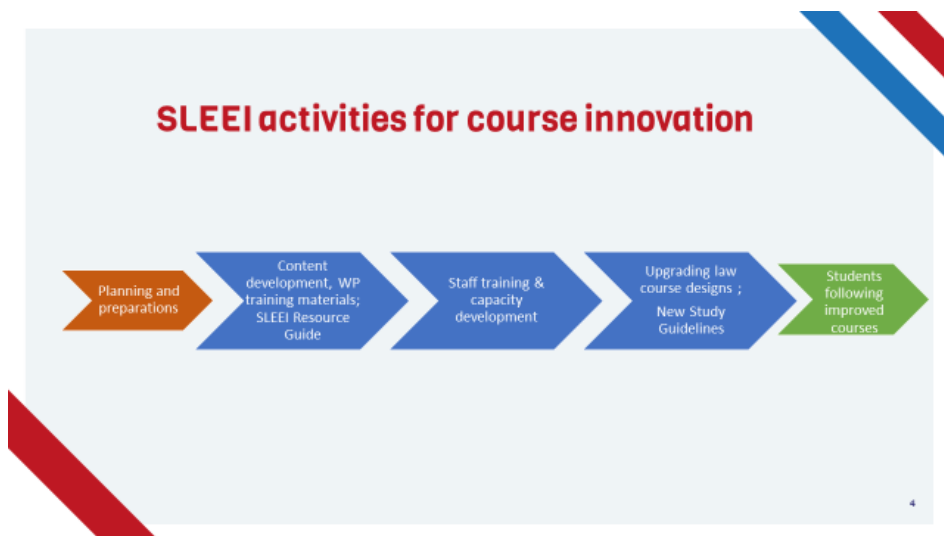 SLEEI activities for course innovation
Planning and
preparations
Content
development, WP
training materials;
SLEEI Resource
Guide
Staff training &
capacity
development
Upgrading law
course designs ;
New Study
Guidelines
Students
following
improved
courses
4